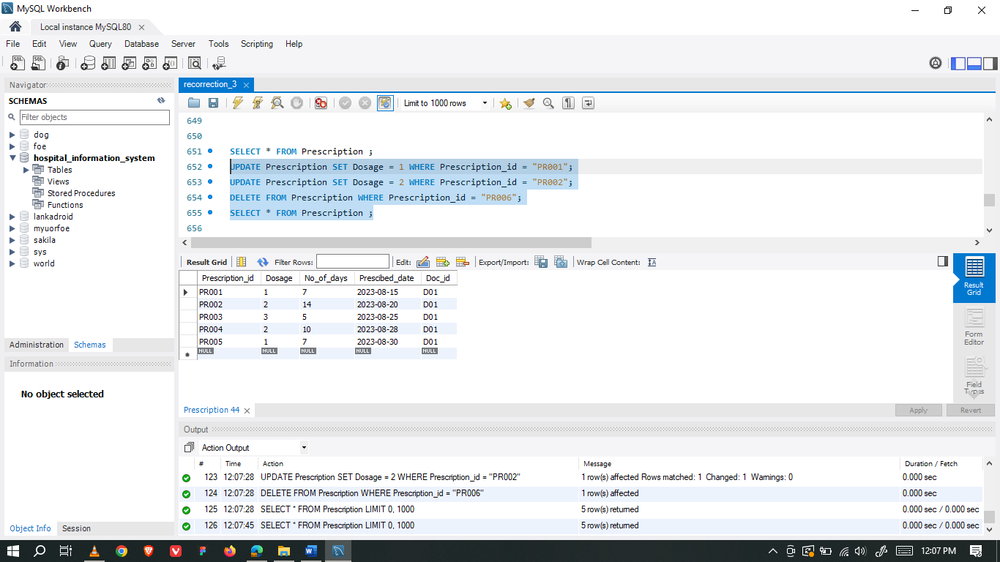 MySQL Workbench
Local instance MySQL80
File Edit View Query Database Server Tools Scripting Help
Navigator
SCHEMAS
Filter objects
dog
foe
hospital_information_system
Tables
Views
Stored Procedures
Functions
lankadroid
myuorfoe
sakila
sys
world
Administration Schemas
Information
No object selected
Object Info Session
recorrection_3
Limit to 1000 rows
649
650
651 SELECT * FROM Prescription ;
652 UPDATE Prescription SET Dosage = 1 WHERE Prescription_id = "PR001";
653 UPDATE Prescription SET Dosage = 2 WHERE Prescription_id = "PR002";
654 DELETE FROM Prescription WHERE Prescription_id = "PR006";
655 SELECT * FROM Prescription ;
656
Result Grid Filter Rows: Edit: Export/Import: Wrap Cell Content:
Prescription_id Dosage No_of_days Prescibed_date Doc_id
PR001 1 7 2023-08-15 D01
PR002 2 14 2023-08-20 D01
PR003 3 5 2023-08-25 D01
PR004 2 10 2023-08-28 D01
PR005 1 7 2023-08-30 D01
NULL NULL NULL NULL NULL
Result
Grid
Form
Editor
Field
Types
Prescription 44
Apply Revert
Output
Action Output
# Time Action Message Duration / Fetch
123 12:07:28 UPDATE Prescription SET Dosage = 2 WHERE Prescription_id = "PR002" 1 row(s) affected Rows matched: 1 Changed: 1 Warnings: 0 0.000 sec
124 12:07:28 DELETE FROM Prescription WHERE Prescription_id = "PR006" 1 row(s) affected 0.000 sec
125 12:07:28 SELECT * FROM Prescription LIMIT 0, 1000 5 row(s) returned 0.000 sec / 0.000 sec
126 12:07:45 SELECT * FROM Prescription LIMIT 0, 1000 5 row(s) returned 0.000 sec / 0.000 sec
12:07 PM